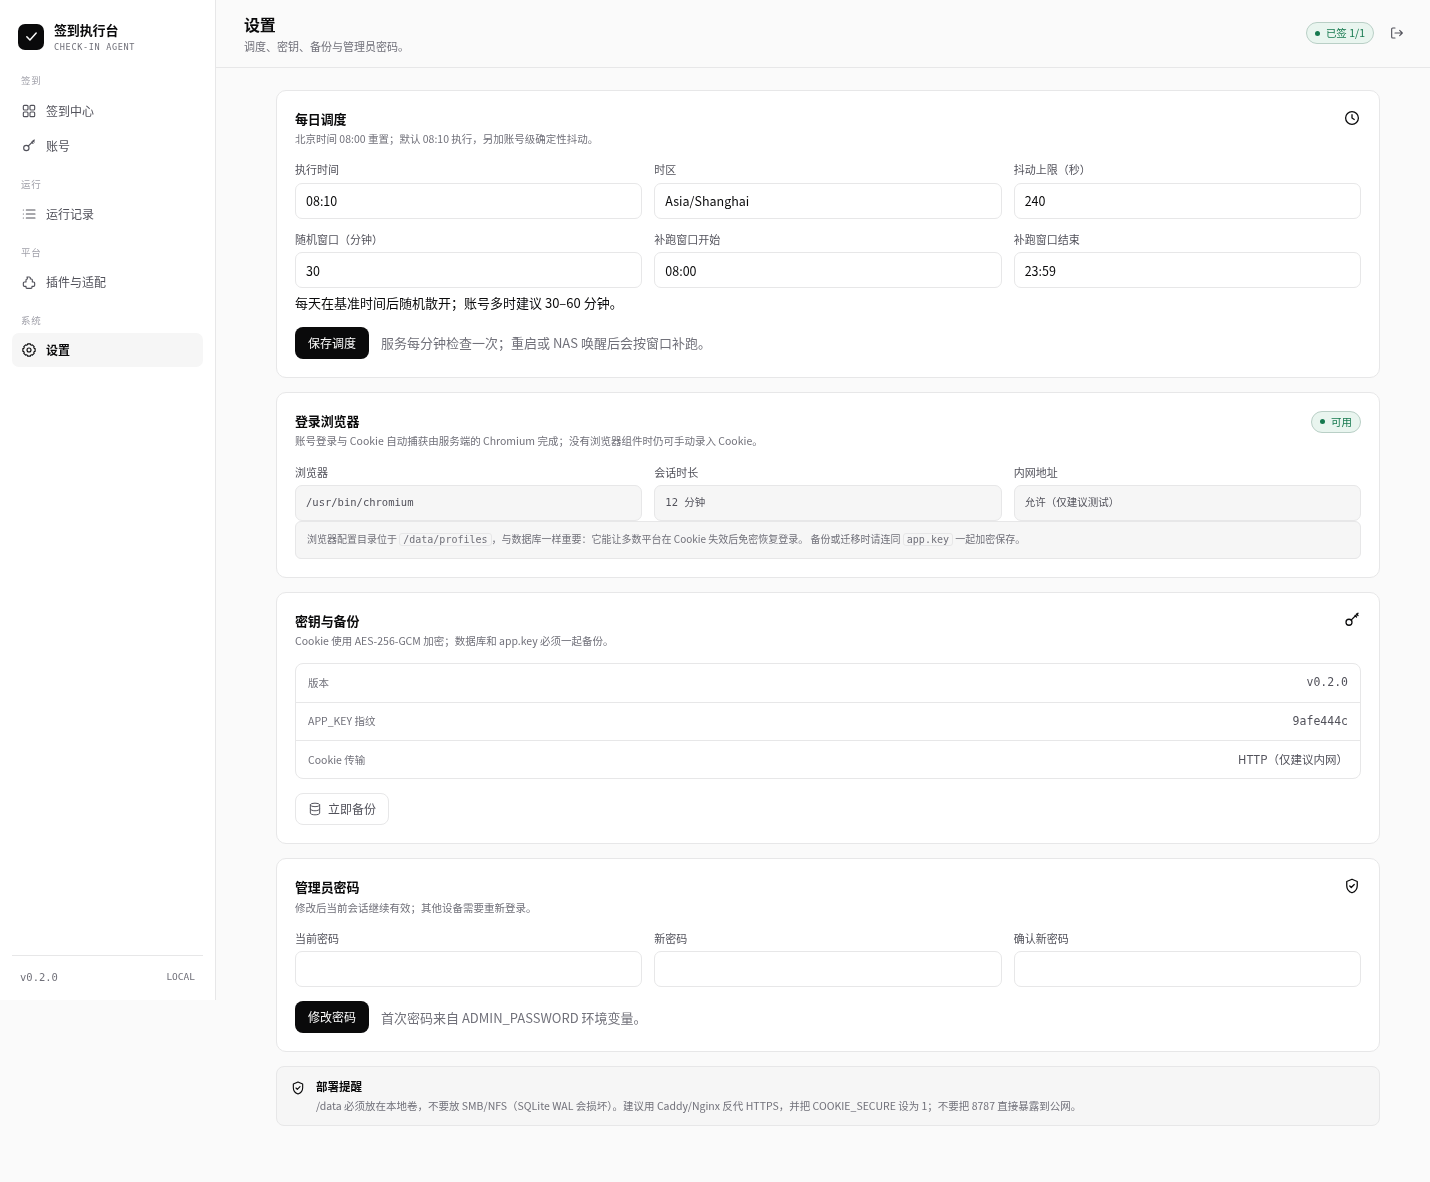 签到执行台
CHECK-IN AGENT
签到
签到中心
账号
运行
运行记录
平台
插件与适配
系统
设置
v0.2.0 LOCAL
设置
调度、密钥、备份与管理员密码。
已签 1/1
每日调度
北京时间 08:00 重置；默认 08:10 执行，另加账号级确定性抖动。
执行时间 时区 抖动上限（秒）
08:10 Asia/Shanghai 240
随机窗口（分钟） 补跑窗口开始 补跑窗口结束
30 08:00 23:59
每天在基准时间后随机散开；账号多时建议 30–60 分钟。
保存调度 服务每分钟检查一次；重启或 NAS 唤醒后会按窗口补跑。
登录浏览器
可用
账号登录与 Cookie 自动捕获由服务端的 Chromium 完成；没有浏览器组件时仍可手动录入 Cookie。
浏览器 会话时长 内网地址
/usr/bin/chromium 12 分钟 允许（仅建议测试）
浏览器配置目录位于 /data/profiles，与数据库一样重要：它能让多数平台在 Cookie 失效后免密恢复登录。 备份或迁移时请连同 app.key 一起加密保存。
密钥与备份
Cookie 使用 AES-256-GCM 加密；数据库和 app.key 必须一起备份。
版本 v0.2.0
APP_KEY 指纹 9afe444c
Cookie 传输 HTTP（仅建议内网）
立即备份
管理员密码
修改后当前会话继续有效；其他设备需要重新登录。
当前密码 新密码 确认新密码
修改密码 首次密码来自 ADMIN_PASSWORD 环境变量。
部署提醒
/data 必须放在本地卷，不要放 SMB/NFS（SQLite WAL 会损坏）。建议用 Caddy/Nginx 反代 HTTPS，并把 COOKIE_SECURE 设为 1；不要把 8787 直接暴露到公网。